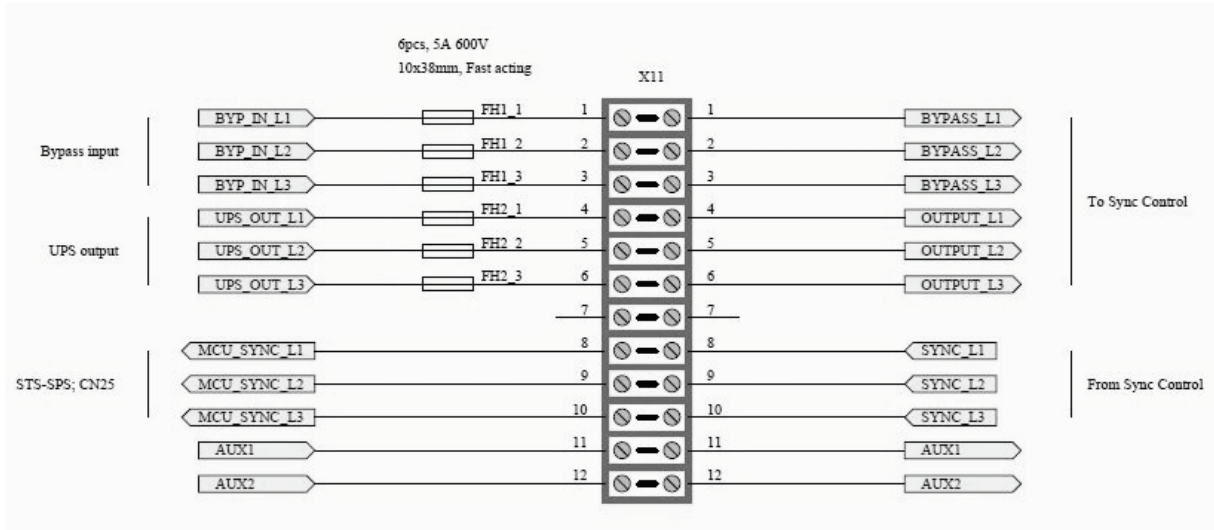 6pcs, 5A 600V
10x38mm, Fast acting
X11
BYP_IN_L1 FH1_1 1 1 BYPASS_L1
Bypass input BYP_IN_L2 FH1_2 2 2 BYPASS_L2
BYP_IN_L3 FH1_3 3 3 BYPASS_L3
To Sync Control
UPS_OUT_L1 FH2_1 4 4 OUTPUT_L1
UPS output UPS_OUT_L2 FH2_2 5 5 OUTPUT_L2
UPS_OUT_L3 FH2_3 6 6 OUTPUT_L3
7 7
MCU_SYNC_L1 8 8 SYNC_L1
STS-SPS; CN25 MCU_SYNC_L2 9 9 SYNC_L2 From Sync Control
MCU_SYNC_L3 10 10 SYNC_L3
AUX1 11 11 AUX1
AUX2 12 12 AUX2